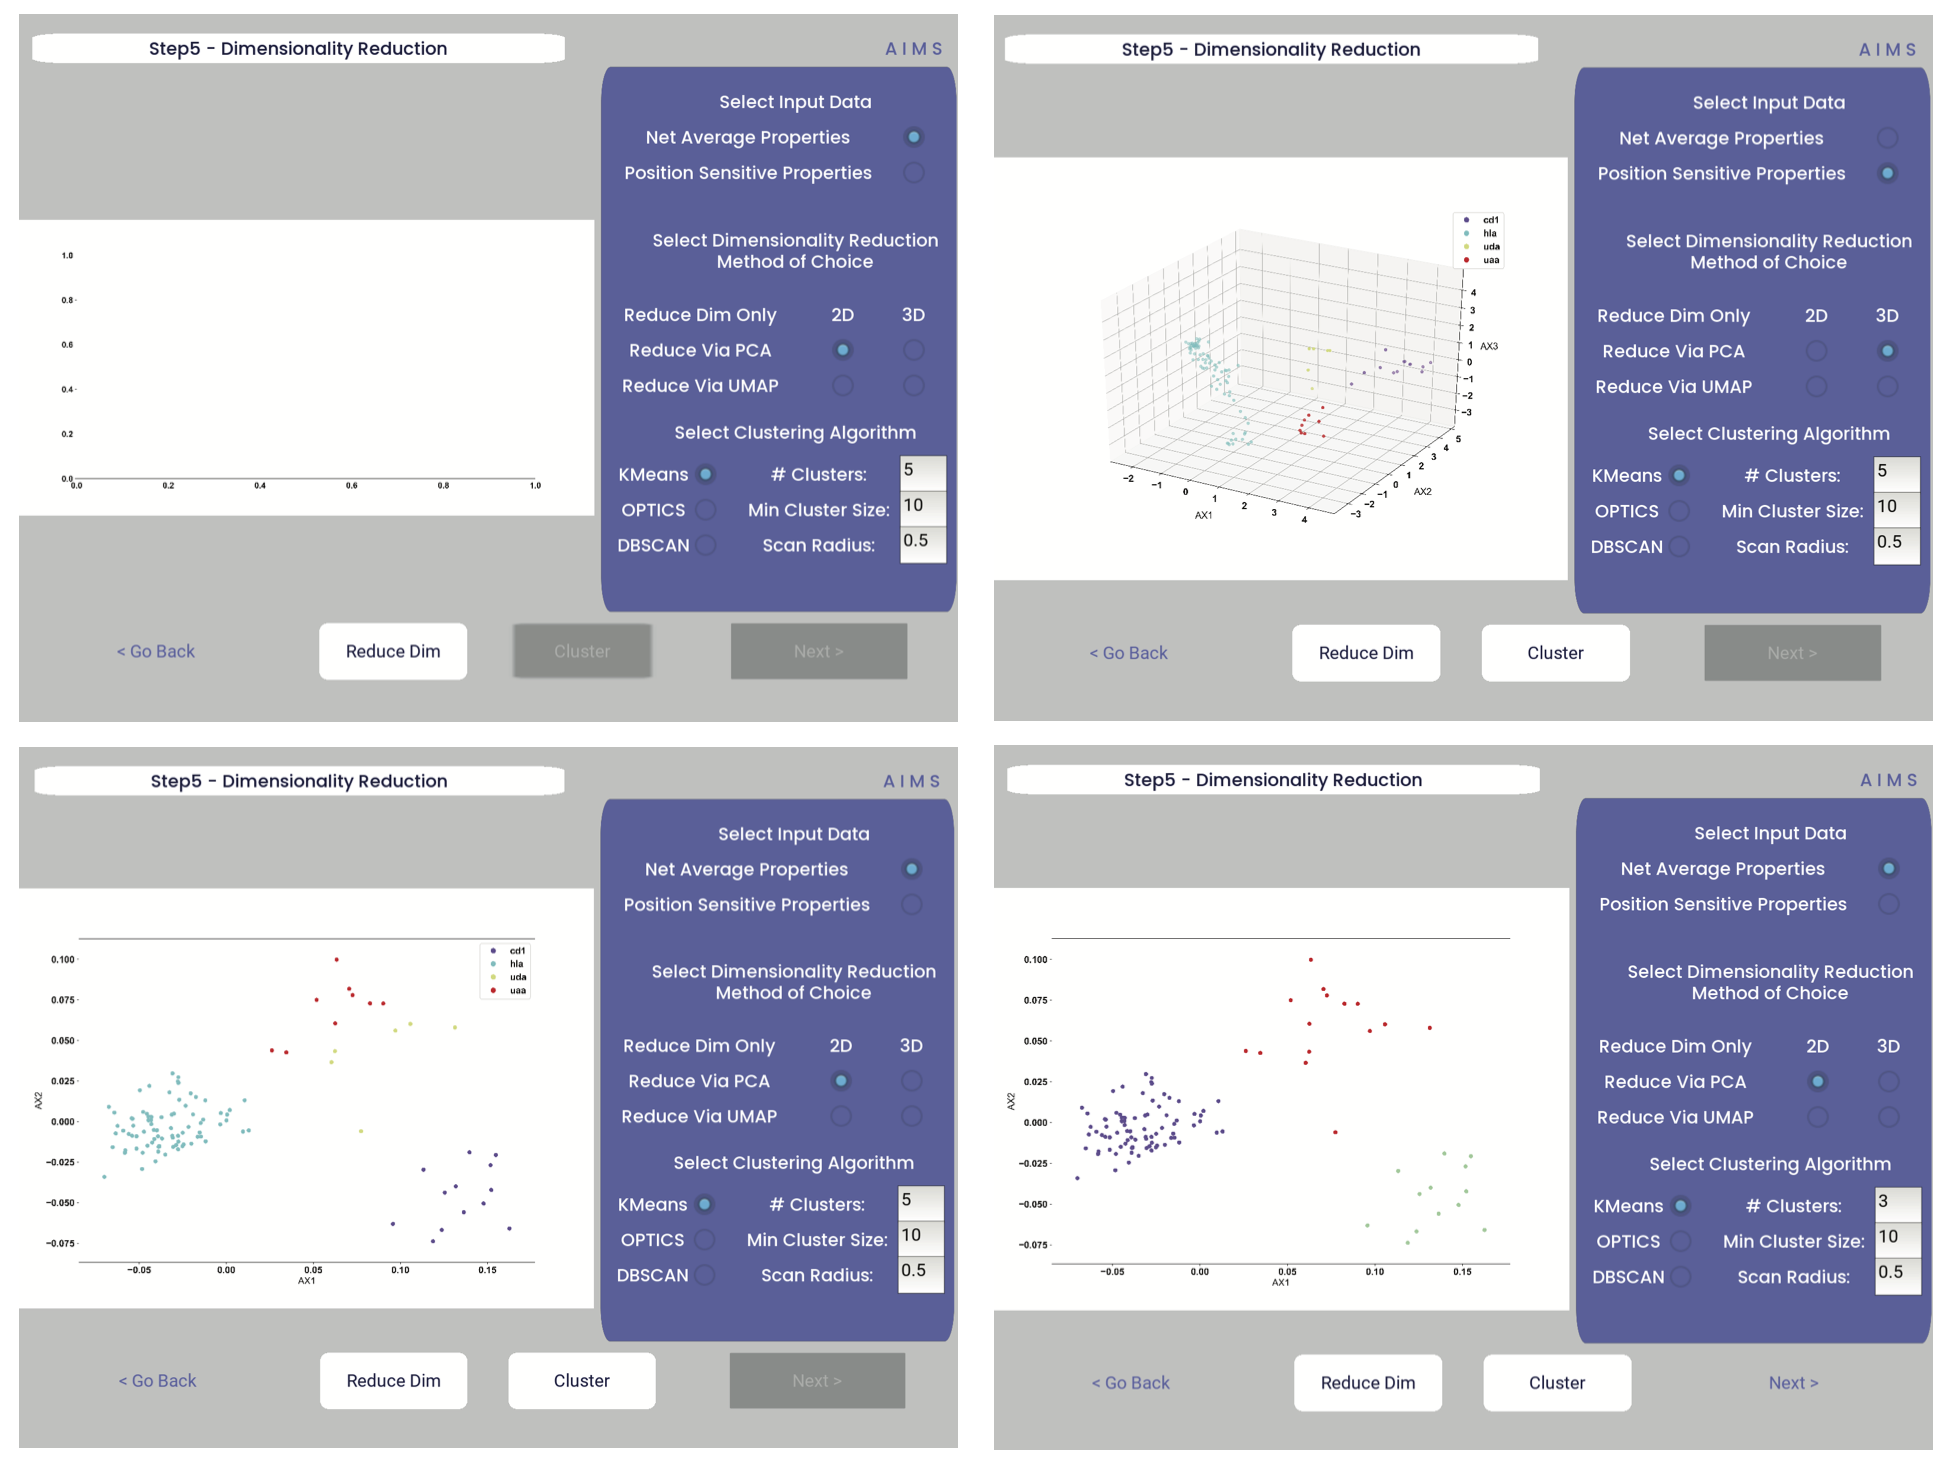 Step5 - Dimensionality Reduction
AIMS
Select Input Data
Net Average Properties
Position Sensitive Properties
Select Dimensionality Reduction
Method of Choice
Reduce Dim Only 2D 3D
Reduce Via PCA
Reduce Via UMAP
Select Clustering Algorithm
KMeans # Clusters: 5
OPTICS Min Cluster Size: 10
DBSCAN Scan Radius: 0.5
1.0
0.8
0.6
0.4
0.2
0.0
0.0 0.2 0.4 0.6 0.8 1.0
< Go Back Reduce Dim Cluster Next >
Step5 - Dimensionality Reduction
AIMS
Select Input Data
Net Average Properties
Position Sensitive Properties
Select Dimensionality Reduction
Method of Choice
Reduce Dim Only 2D 3D
Reduce Via PCA
Reduce Via UMAP
Select Clustering Algorithm
KMeans # Clusters: 5
OPTICS Min Cluster Size: 10
DBSCAN Scan Radius: 0.5
cd1
hla
uda
uaa
4
3
2
1
0
−1
−2
−3
AX3
5
4
3
2
1
0
−1
−2
−3
AX2
−2 −1 0 1 2 3 4
AX1
< Go Back Reduce Dim Cluster Next >
Step5 - Dimensionality Reduction
AIMS
Select Input Data
Net Average Properties
Position Sensitive Properties
Select Dimensionality Reduction
Method of Choice
Reduce Dim Only 2D 3D
Reduce Via PCA
Reduce Via UMAP
Select Clustering Algorithm
KMeans # Clusters: 5
OPTICS Min Cluster Size: 10
DBSCAN Scan Radius: 0.5
cd1
hla
uda
uaa
0.100
0.075
0.050
0.025
0.000
−0.025
−0.050
−0.075
AX2
−0.05 0.00 0.05 0.10 0.15
AX1
< Go Back Reduce Dim Cluster Next >
Step5 - Dimensionality Reduction
AIMS
Select Input Data
Net Average Properties
Position Sensitive Properties
Select Dimensionality Reduction
Method of Choice
Reduce Dim Only 2D 3D
Reduce Via PCA
Reduce Via UMAP
Select Clustering Algorithm
KMeans # Clusters: 3
OPTICS Min Cluster Size: 10
DBSCAN Scan Radius: 0.5
0.100
0.075
0.050
0.025
0.000
−0.025
−0.050
−0.075
AX2
−0.05 0.00 0.05 0.10 0.15
AX1
< Go Back Reduce Dim Cluster Next >